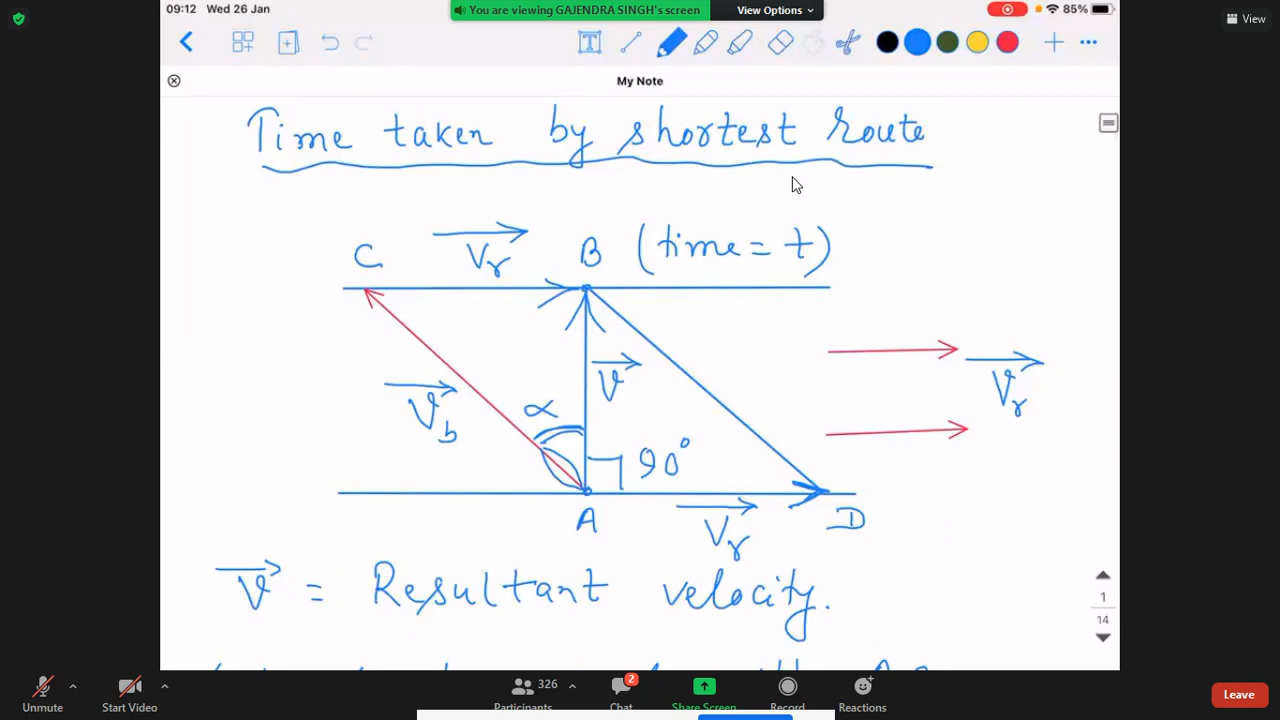 09:12 Wed 26 Jan
You are viewing GAJENDRA SINGH's screen
View Options
85%
View
My Note
Time taken by shortest route
C Vr B (time = t)
V
Vr
Vb
α
90°
A Vr D
V = Resultant velocity.
1
14
326
2
Unmute
Start Video
Participants
Chat
Share Screen
Record
Reactions
Leave